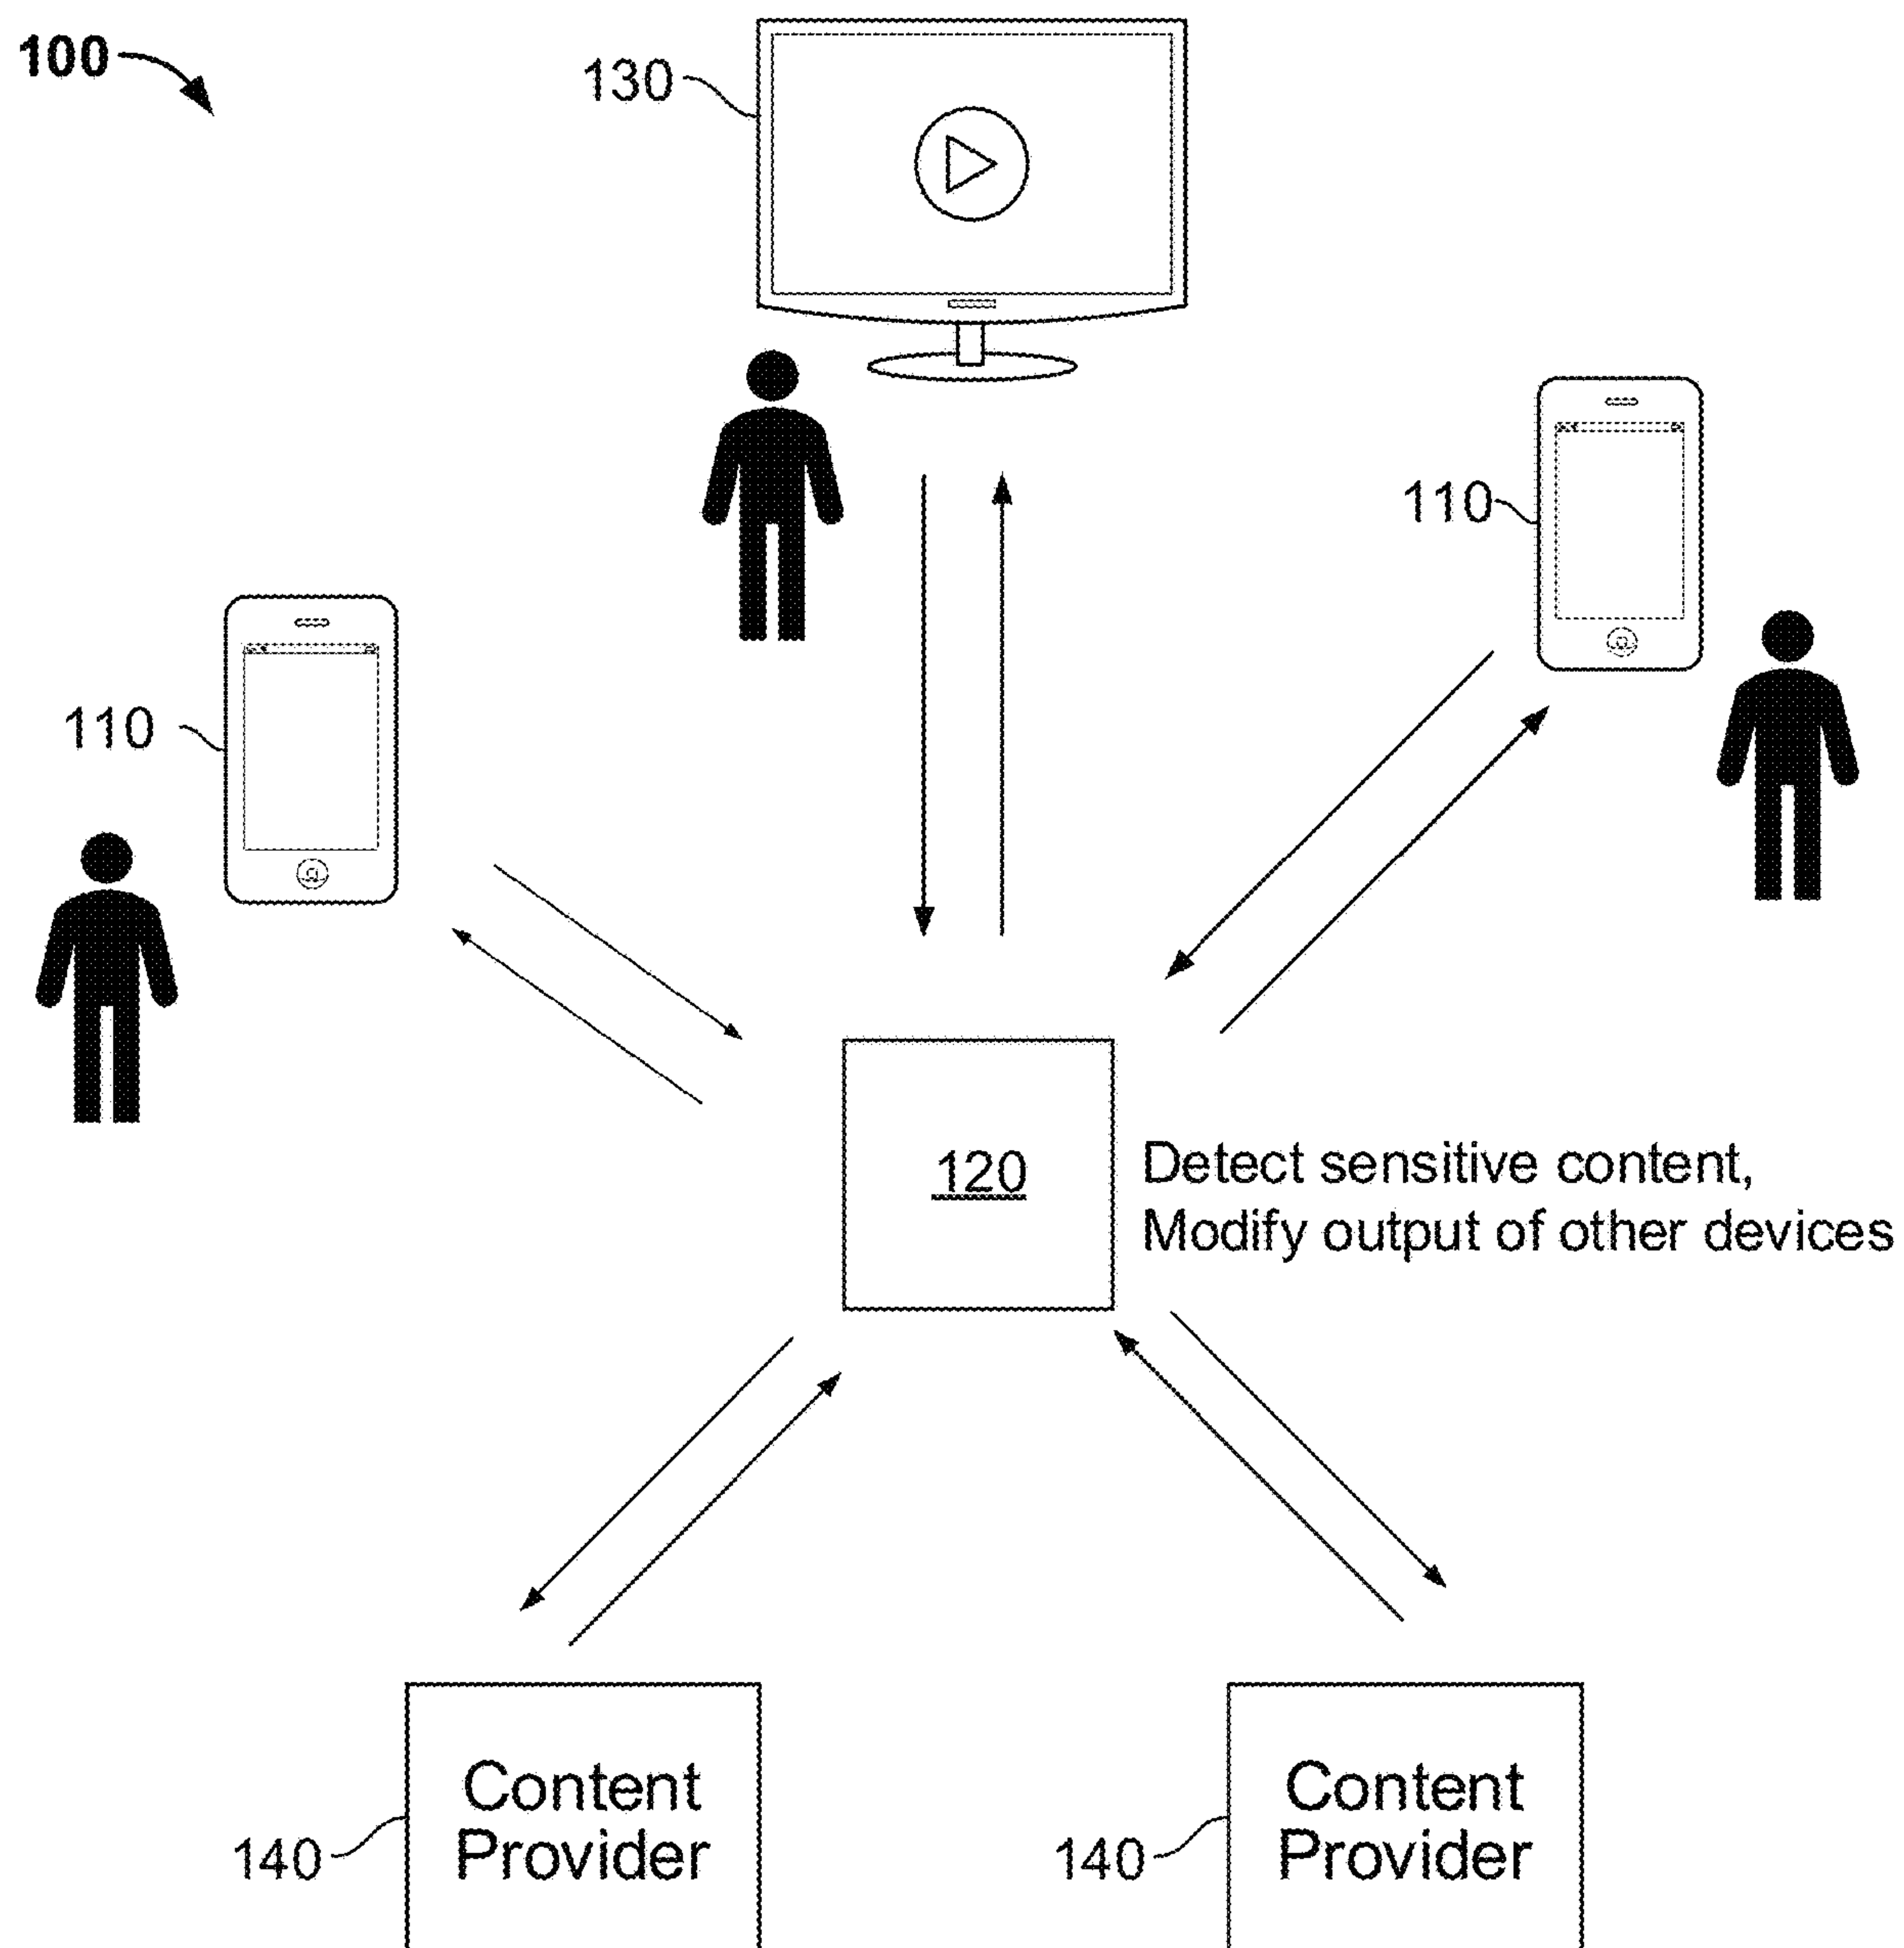 100
130
110
110
120
Detect sensitive content,
Modify output of other devices
Content
Provider
140
Content
Provider
140